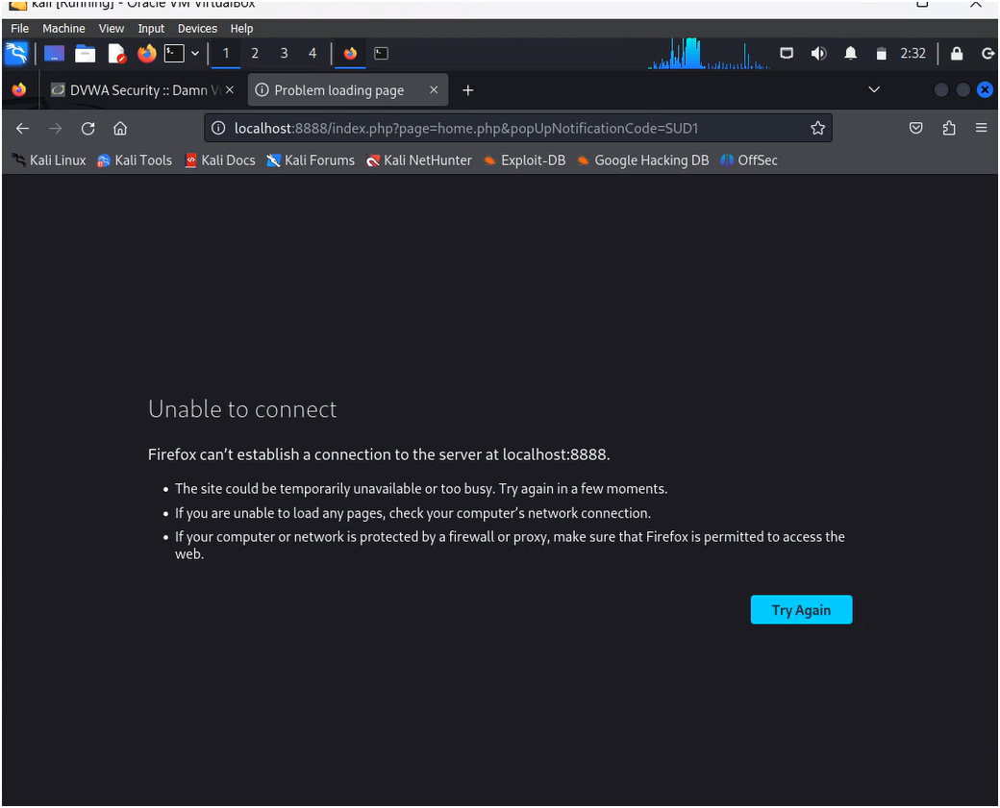 kali [Running] - Oracle VM VirtualBox
File Machine View Input Devices Help
1 2 3 4 2:32
DVWA Security :: Damn V Problem loading page
localhost:8888/index.php?page=home.php&popUpNotificationCode=SUD1
Kali Linux Kali Tools Kali Docs Kali Forums Kali NetHunter Exploit-DB Google Hacking DB OffSec
Unable to connect
Firefox can’t establish a connection to the server at localhost:8888.
• The site could be temporarily unavailable or too busy. Try again in a few moments.
• If you are unable to load any pages, check your computer’s network connection.
• If your computer or network is protected by a firewall or proxy, make sure that Firefox is permitted to access the
web.
Try Again